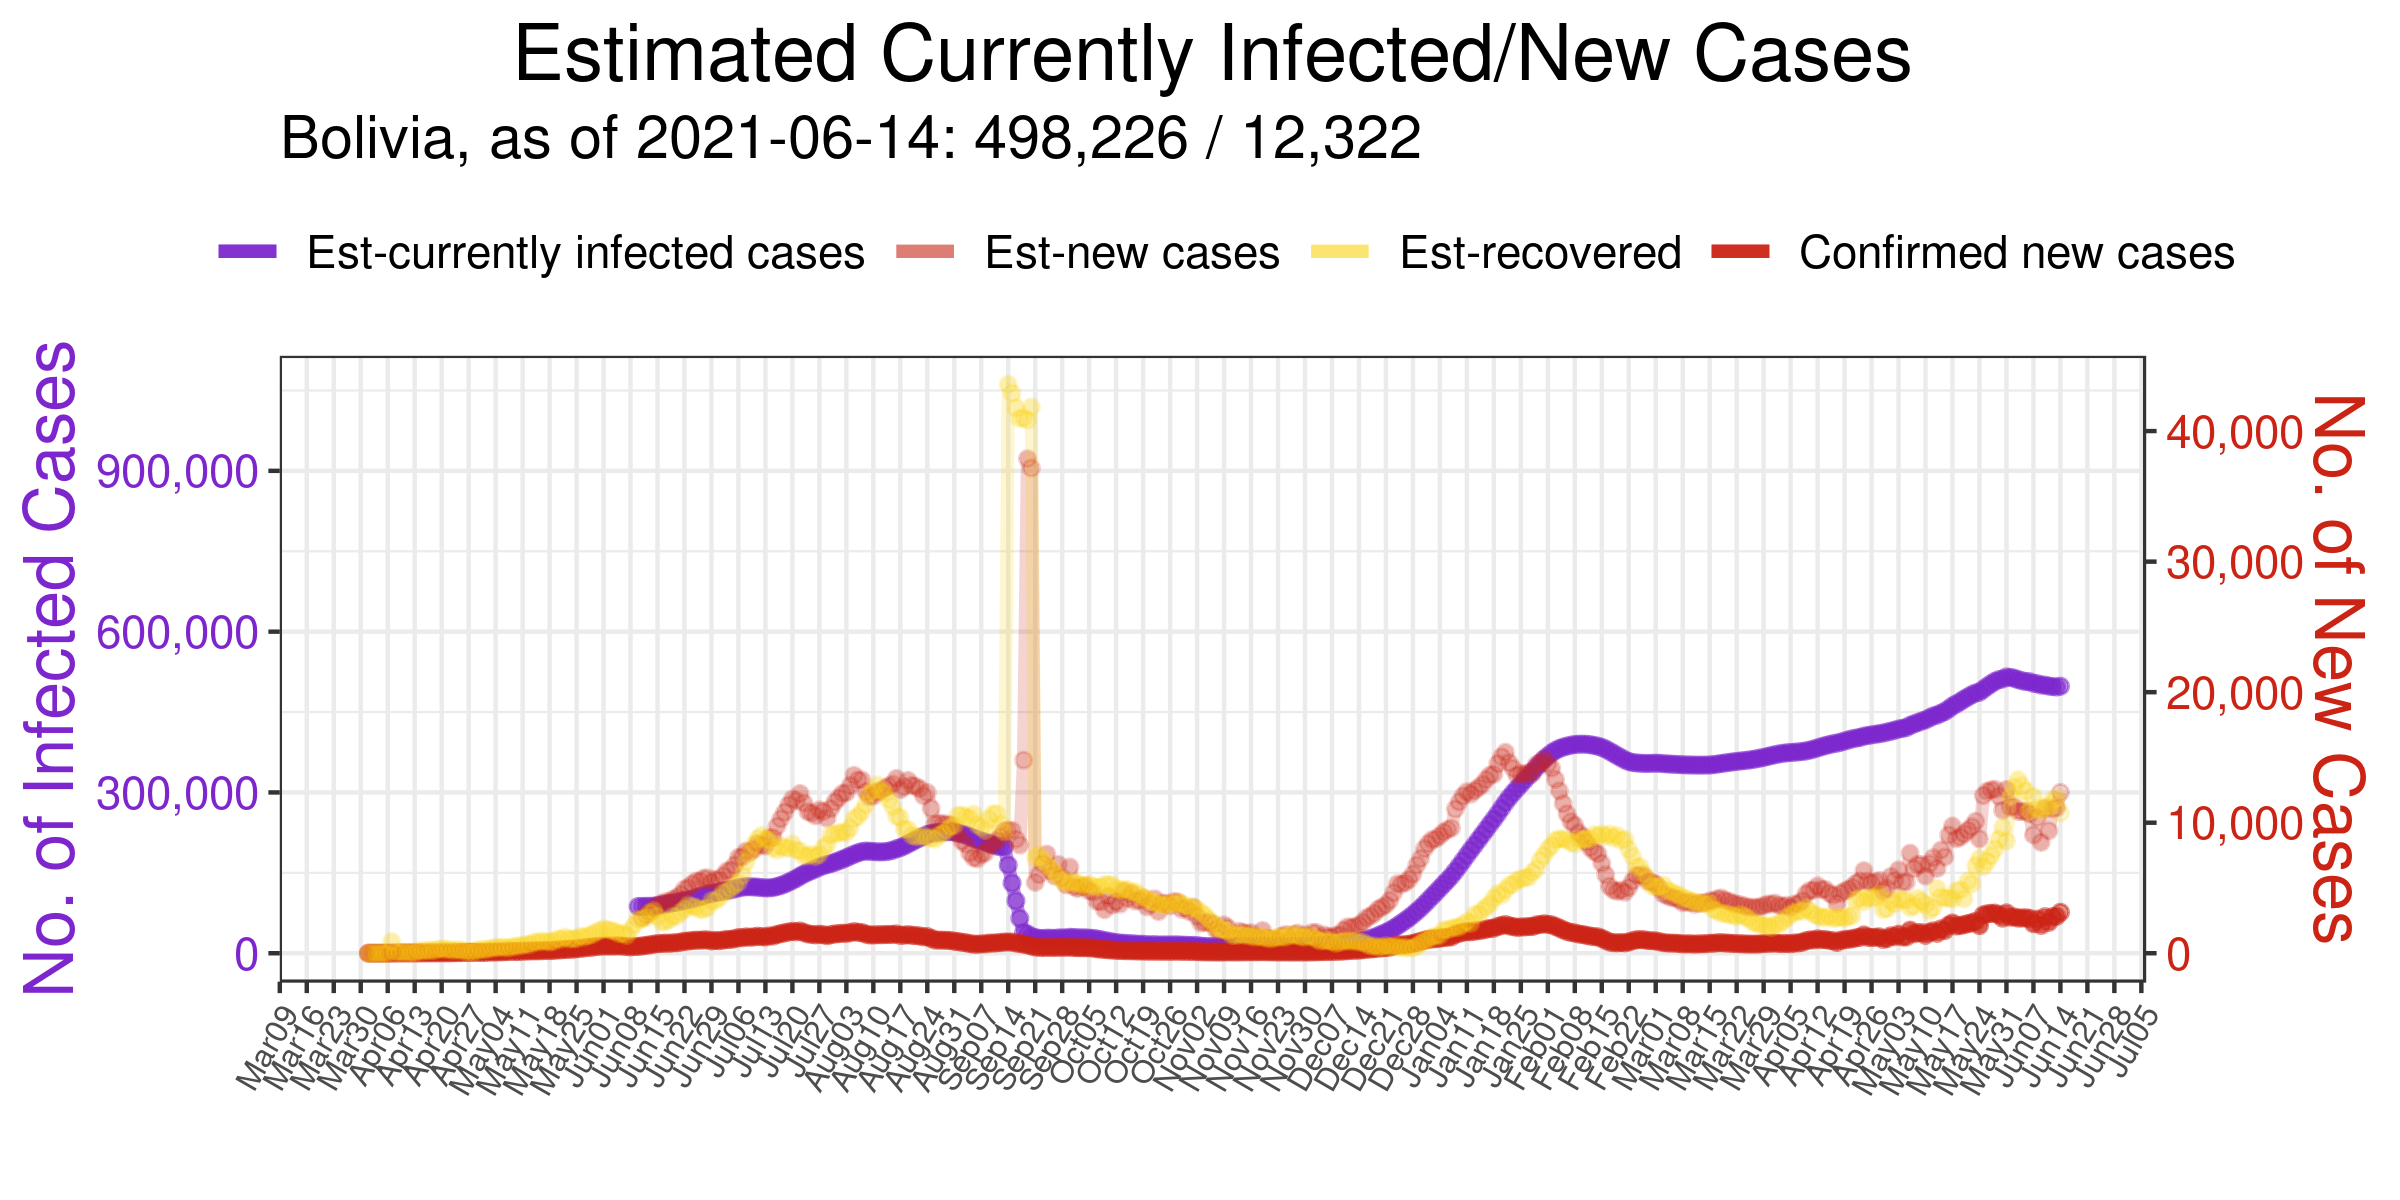 Estimated Currently Infected/New Cases
Bolivia, as of 2021-06-14: 498,226 / 12,322
Est-currently infected cases
Est-new cases
Est-recovered
Confirmed new cases
No. of Infected Cases
900,000
600,000
300,000
0
40,000
30,000
20,000
10,000
0
No. of New Cases
Mar09
Mar16
Mar23
Mar30
Apr06
Apr13
Apr20
Apr27
May04
May11
May18
May25
Jun01
Jun08
Jun15
Jun22
Jun29
Jul06
Jul13
Jul20
Jul27
Aug03
Aug10
Aug17
Aug24
Aug31
Sep07
Sep14
Sep21
Sep28
Oct05
Oct12
Oct19
Oct26
Nov02
Nov09
Nov16
Nov23
Nov30
Dec07
Dec14
Dec21
Dec28
Jan04
Jan11
Jan18
Jan25
Feb01
Feb08
Feb15
Feb22
Mar01
Mar08
Mar15
Mar22
Mar29
Apr05
Apr12
Apr19
Apr26
May03
May10
May17
May24
May31
Jun07
Jun14
Jun21
Jun28
Jul05